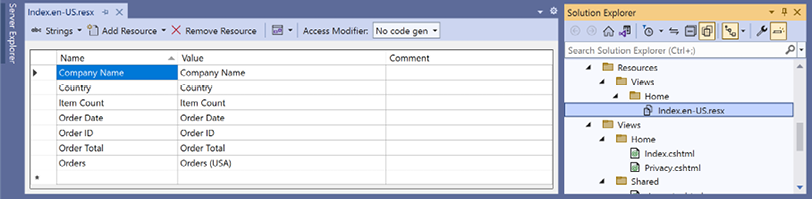 Server Explorer
Index.en-US.resx
Strings Add Resource Remove Resource Access Modifier: No code gen
Name Value Comment
Company Name Company Name
Country Country
Item Count Item Count
Order Date Order Date
Order ID Order ID
Order Total Order Total
Orders Orders (USA)
Solution Explorer
Search Solution Explorer (Ctrl+;)
Resources
Views
Home
Index.en-US.resx
Views
Home
Index.cshtml
Privacy.cshtml
Shared